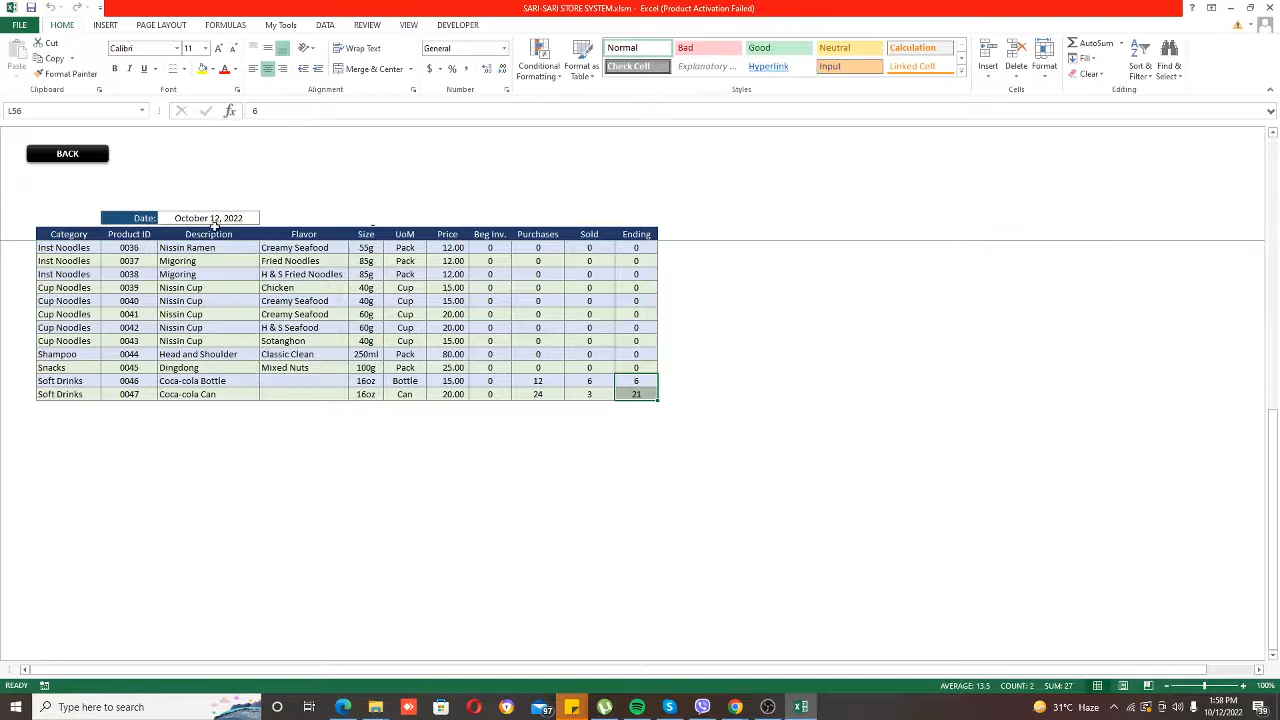 SARI-SARI STORE SYSTEM.xlsm - Excel (Product Activation Failed)
FILE HOME INSERT PAGE LAYOUT FORMULAS My Tools DATA REVIEW VIEW DEVELOPER
Paste
Cut
Copy
Format Painter
Clipboard
Calibri 11
B I U
Font
Wrap Text
Merge & Center
Alignment
General
Number
Conditional Formatting
Format as Table
Normal Bad Good Neutral Calculation
Check Cell Explanatory ... Hyperlink Input Linked Cell
Styles
Insert Delete Format
Cells
AutoSum
Fill
Clear
Sort & Filter
Find & Select
Editing
L56 fx 6
BACK
Date: October 12, 2022
Category Product ID Description Flavor Size UoM Price Beg Inv. Purchases Sold Ending
Inst Noodles 0036 Nissin Ramen Creamy Seafood 55g Pack 12.00 0 0 0 0
Inst Noodles 0037 Migoring Fried Noodles 85g Pack 12.00 0 0 0 0
Inst Noodles 0038 Migoring H & S Fried Noodles 85g Pack 12.00 0 0 0 0
Cup Noodles 0039 Nissin Cup Chicken 40g Cup 15.00 0 0 0 0
Cup Noodles 0040 Nissin Cup Creamy Seafood 40g Cup 15.00 0 0 0 0
Cup Noodles 0041 Nissin Cup Creamy Seafood 60g Cup 20.00 0 0 0 0
Cup Noodles 0042 Nissin Cup H & S Seafood 60g Cup 20.00 0 0 0 0
Cup Noodles 0043 Nissin Cup Sotanghon 40g Cup 15.00 0 0 0 0
Shampoo 0044 Head and Shoulder Classic Clean 250ml Pack 80.00 0 0 0 0
Snacks 0045 Dingdong Mixed Nuts 100g Pack 25.00 0 0 0 0
Soft Drinks 0046 Coca-cola Bottle 16oz Bottle 15.00 0 12 6 6
Soft Drinks 0047 Coca-cola Can 16oz Can 20.00 0 24 3 21
READY AVERAGE: 13.5 COUNT: 2 SUM: 27 100%
Type here to search
97
31°C Haze
1:58 PM
10/12/2022